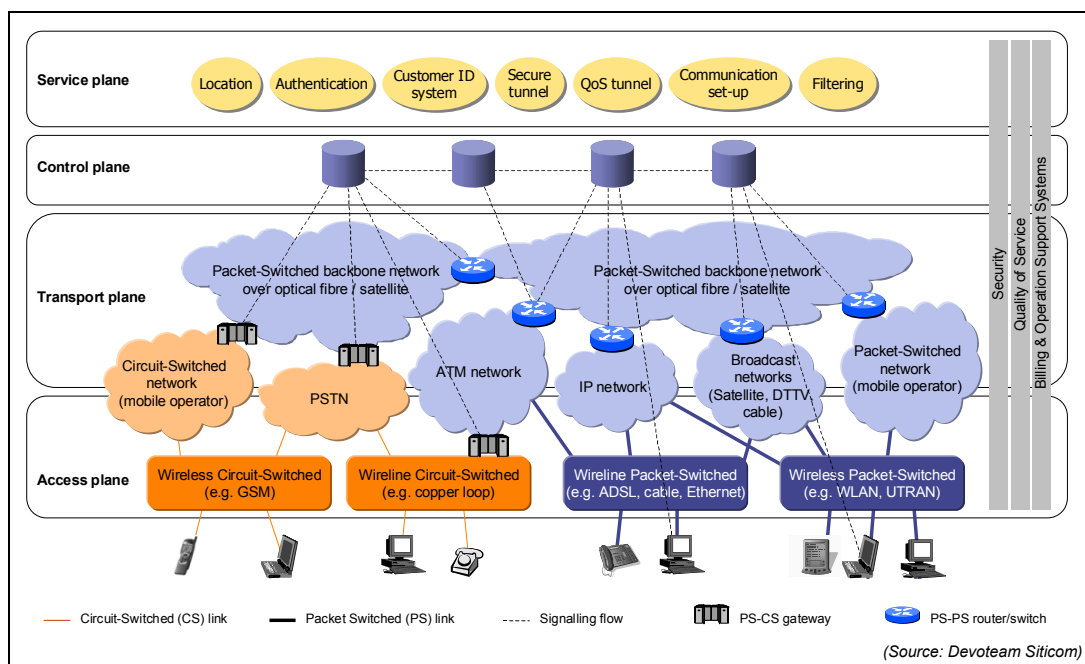 Service plane
Location
Authentication
Customer ID
system
Secure
tunnel
QoS tunnel
Communication
set-up
Filtering
Control plane
Transport plane
Packet-Switched backbone network
over optical fibre / satellite
Packet-Switched backbone network
over optical fibre / satellite
Circuit-Switched
network
(mobile operator)
PSTN
ATM network
IP network
Broadcast
networks
(Satellite, DTTV,
cable)
Packet-Switched
network
(mobile operator)
Access plane
Wireless Circuit-Switched
(e.g. GSM)
Wireline Circuit-Switched
(e.g. copper loop)
Wireline Packet-Switched
(e.g. ADSL, cable, Ethernet)
Wireless Packet-Switched
(e.g. WLAN, UTRAN)
Security
Quality of Service
Billing & Operation Support Systems
Circuit-Switched (CS) link
Packet Switched (PS) link
Signalling flow
PS-CS gateway
PS-PS router/switch
(Source: Devoteam Siticom)